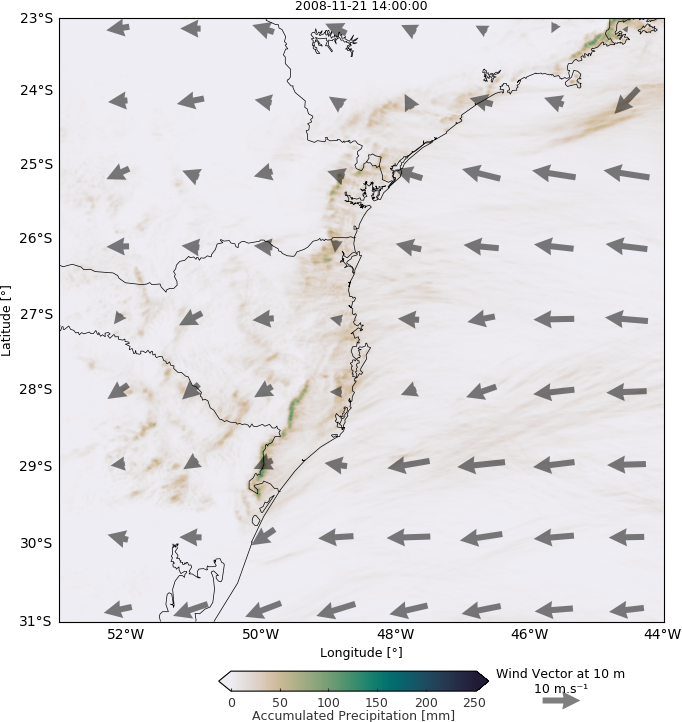 2008-11-21 14:00:00
23°S
24°S
25°S
26°S
27°S
28°S
29°S
30°S
31°S
Latitude [°]
52°W 50°W 48°W 46°W 44°W
Longitude [°]
0 50 100 150 200 250
Accumulated Precipitation [mm]
Wind Vector at 10 m
10 m.s⁻¹